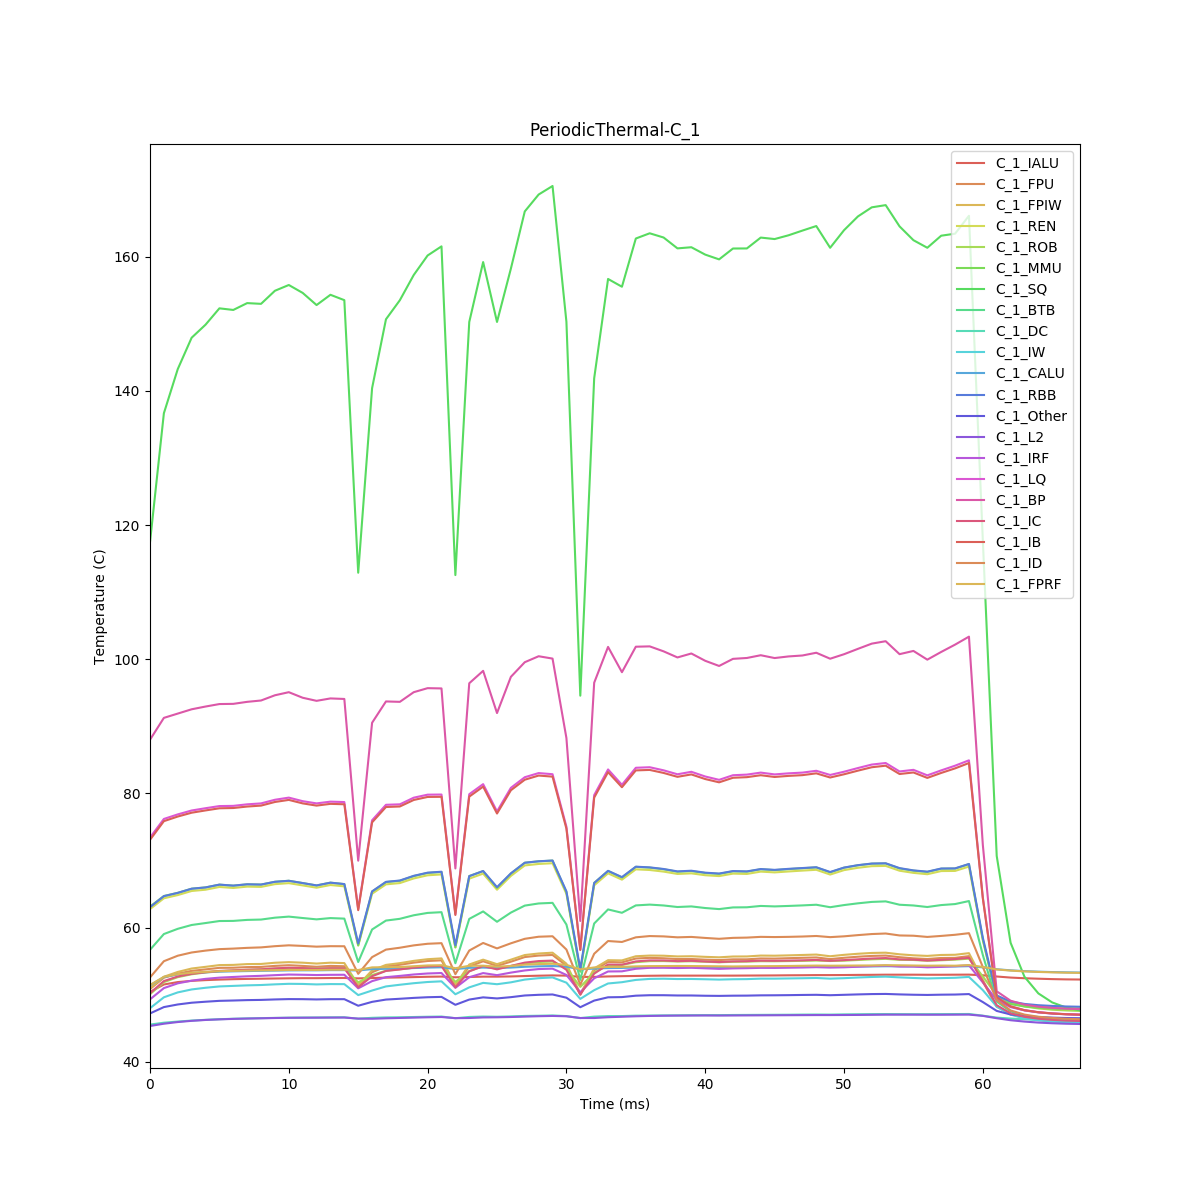 PeriodicThermal-C_1
C_1_IALU
C_1_FPU
C_1_FPIW
C_1_REN
C_1_ROB
C_1_MMU
C_1_SQ
C_1_BTB
C_1_DC
C_1_IW
C_1_CALU
C_1_RBB
C_1_Other
C_1_L2
C_1_IRF
C_1_LQ
C_1_BP
C_1_IC
C_1_IB
C_1_ID
C_1_FPRF
Temperature (C)
160
140
120
100
80
60
40
0 10 20 30 40 50 60
Time (ms)